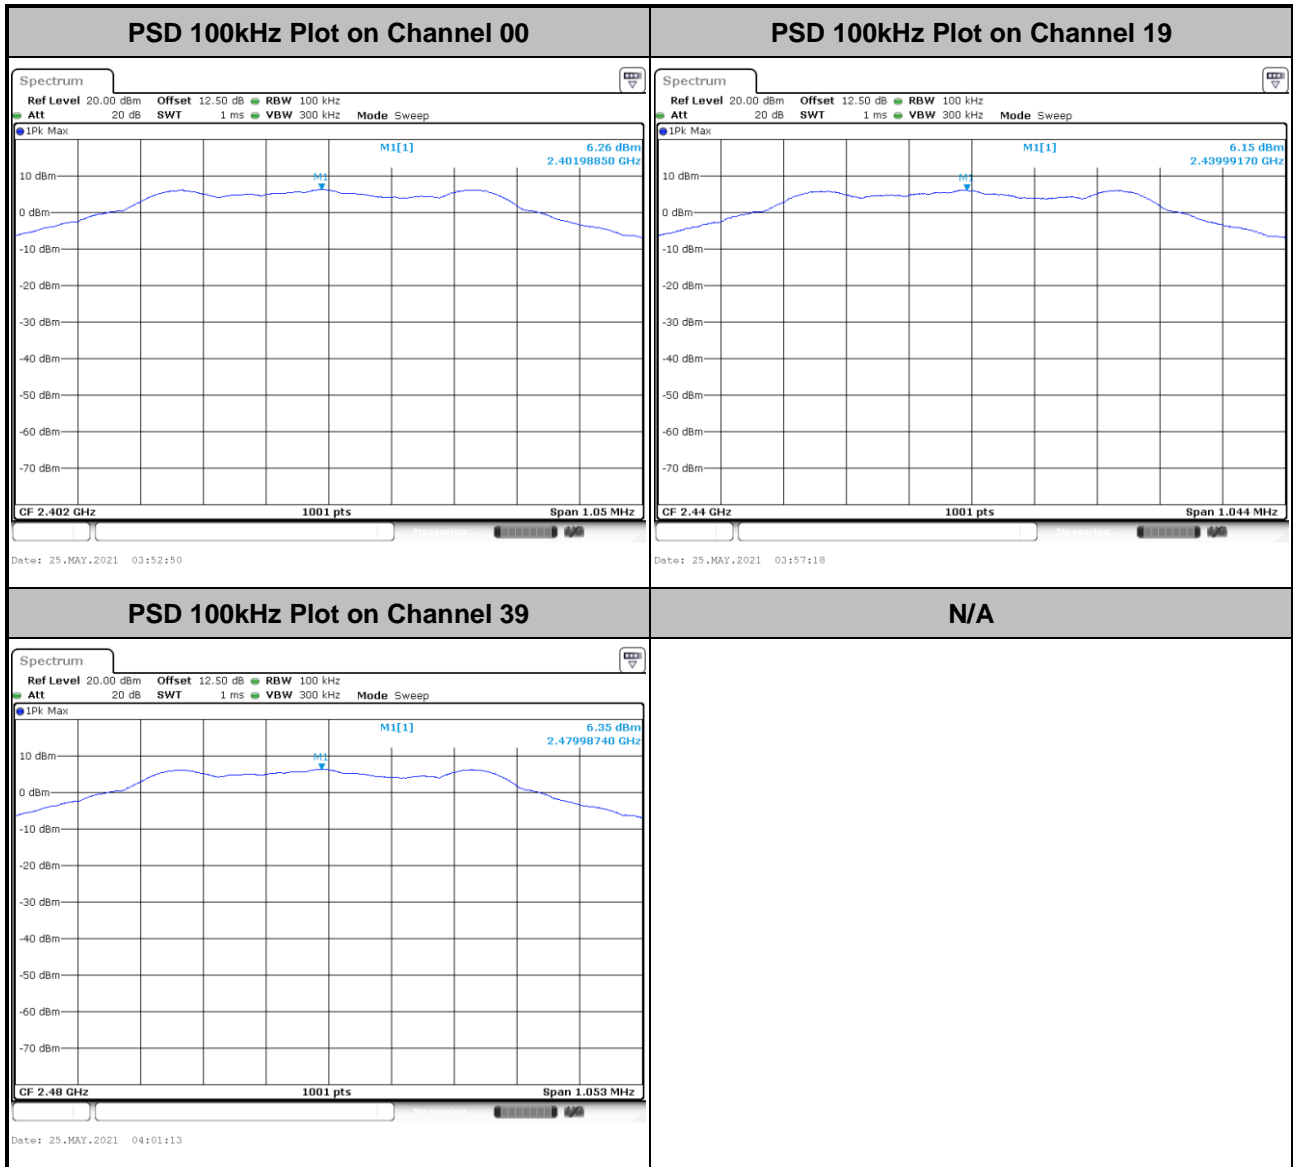 PSD 100kHz Plot on Channel 00
Spectrum
Ref Level 20.00 dBm Offset 12.50 dB RBW 100 kHz
Att 20 dB SWT 1 ms VBW 300 kHz Mode Sweep
1Pk Max
M1[1] 6.26 dBm
2.40198850 GHz
M1
10 dBm
0 dBm
-10 dBm
-20 dBm
-30 dBm
-40 dBm
-50 dBm
-60 dBm
-70 dBm
CF 2.402 GHz 1001 pts Span 1.05 MHz
Measuring...
Date: 25.MAY.2021 03:52:50
PSD 100kHz Plot on Channel 19
Spectrum
Ref Level 20.00 dBm Offset 12.50 dB RBW 100 kHz
Att 20 dB SWT 1 ms VBW 300 kHz Mode Sweep
1Pk Max
M1[1] 6.15 dBm
2.43999170 GHz
M1
10 dBm
0 dBm
-10 dBm
-20 dBm
-30 dBm
-40 dBm
-50 dBm
-60 dBm
-70 dBm
CF 2.44 GHz 1001 pts Span 1.044 MHz
Measuring...
Date: 25.MAY.2021 03:57:18
PSD 100kHz Plot on Channel 39
Spectrum
Ref Level 20.00 dBm Offset 12.50 dB RBW 100 kHz
Att 20 dB SWT 1 ms VBW 300 kHz Mode Sweep
1Pk Max
M1[1] 6.35 dBm
2.47998740 GHz
M1
10 dBm
0 dBm
-10 dBm
-20 dBm
-30 dBm
-40 dBm
-50 dBm
-60 dBm
-70 dBm
CF 2.48 GHz 1001 pts Span 1.053 MHz
Measuring...
Date: 25.MAY.2021 04:01:13
N/A